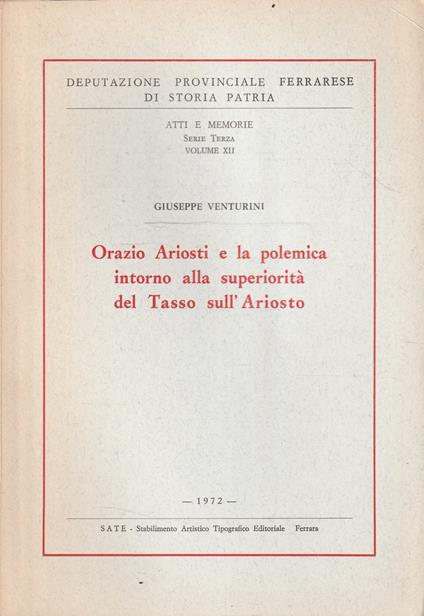 DEPUTAZIONE PROVINCIALE FERRARESE
DI STORIA PATRIA
ATTI E MEMORIE
SERIE TERZA
VOLUME XII
GIUSEPPE VENTURINI
Orazio Ariosti e la polemica
intorno alla superiorità
del Tasso sull'Ariosto
— 1972 —
SATE - Stabilimento Artistico Tipografico Editoriale Ferrara